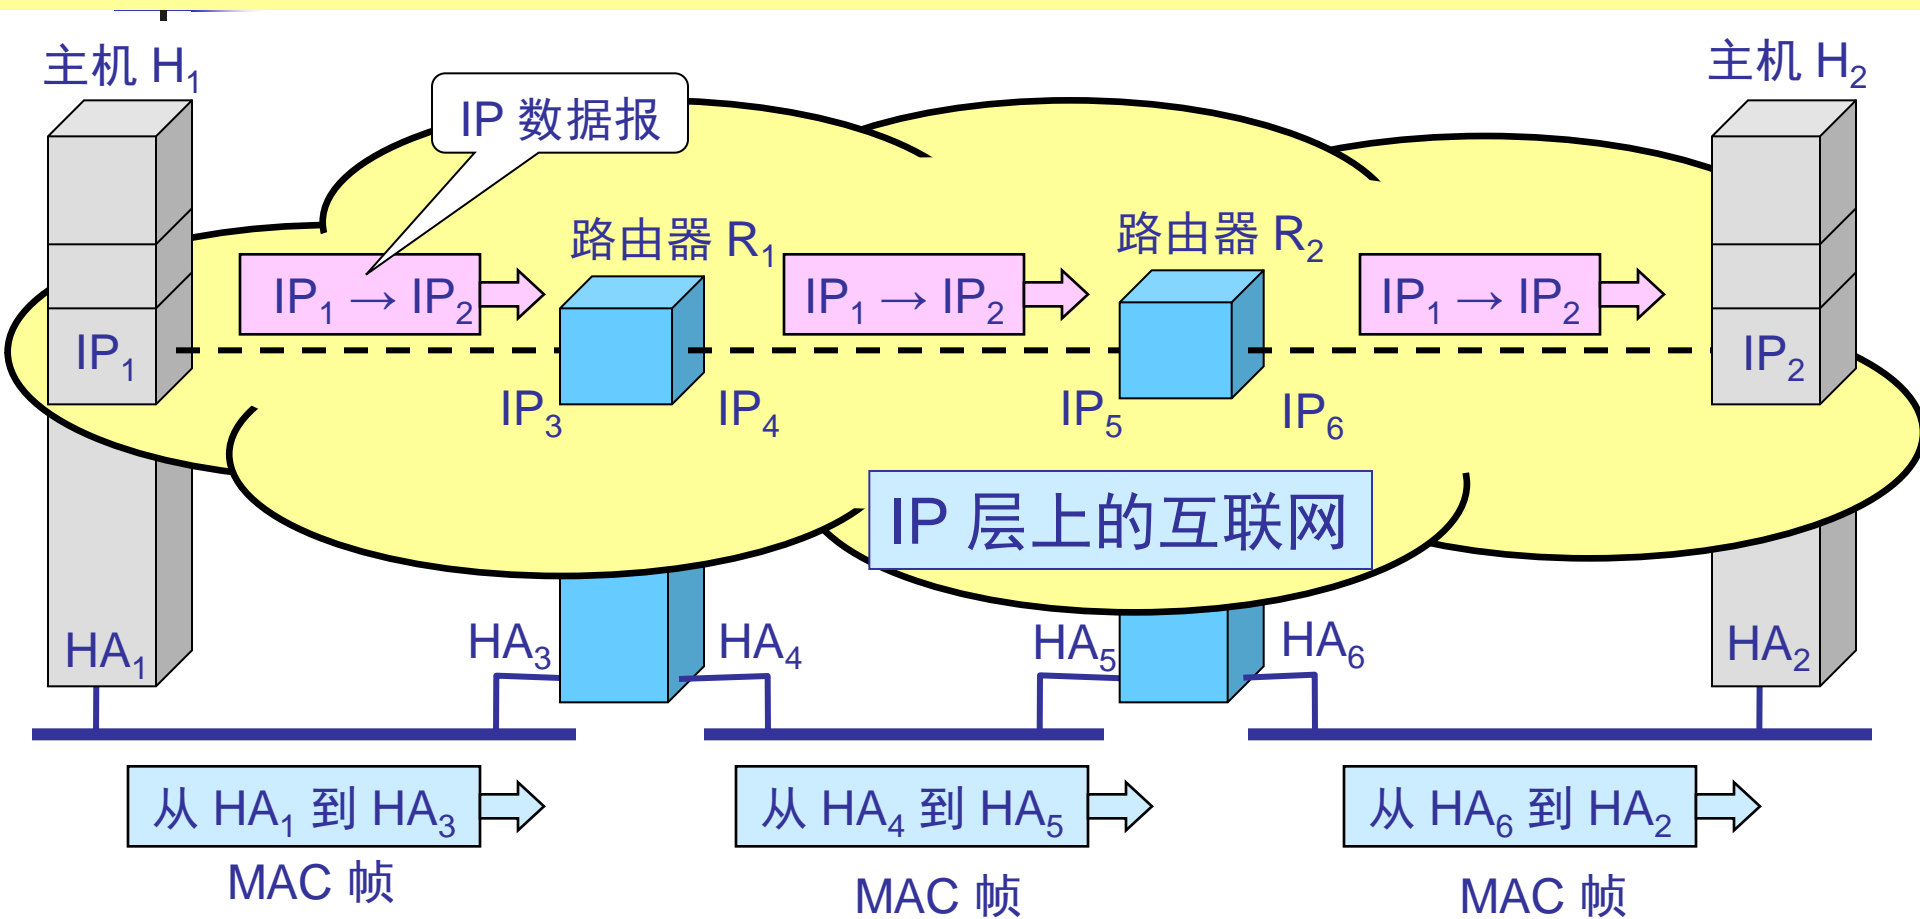 主机 H₁
主机 H₂
IP 数据报
路由器 R₁
路由器 R₂
IP₁ → IP₂
IP₁ → IP₂
IP₁ → IP₂
IP₁
IP₂
IP₃
IP₄
IP₅
IP₆
IP 层上的互联网
HA₁
HA₃
HA₄
HA₅
HA₆
HA₂
从 HA₁ 到 HA₃
从 HA₄ 到 HA₅
从 HA₆ 到 HA₂
MAC 帧
MAC 帧
MAC 帧